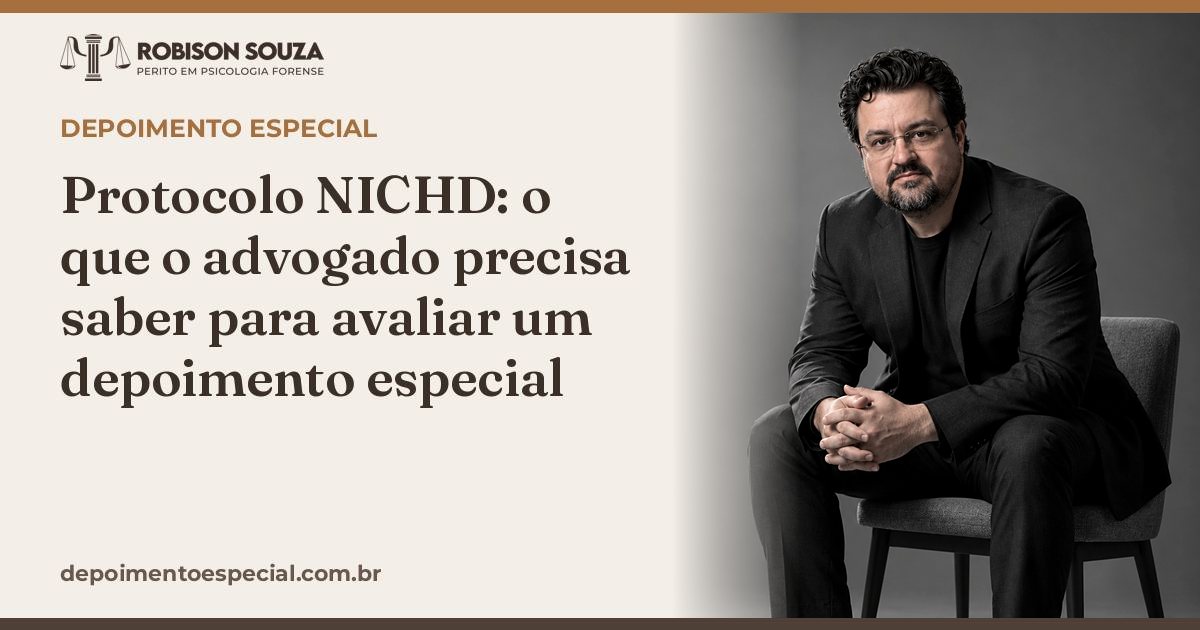 ROBISON SOUZA
PERITO EM PSICOLOGIA FORENSE
DEPOIMENTO ESPECIAL
Protocolo NICHD: o
que o advogado precisa
saber para avaliar um
depoimento especial
depoimentoespecial.com.br